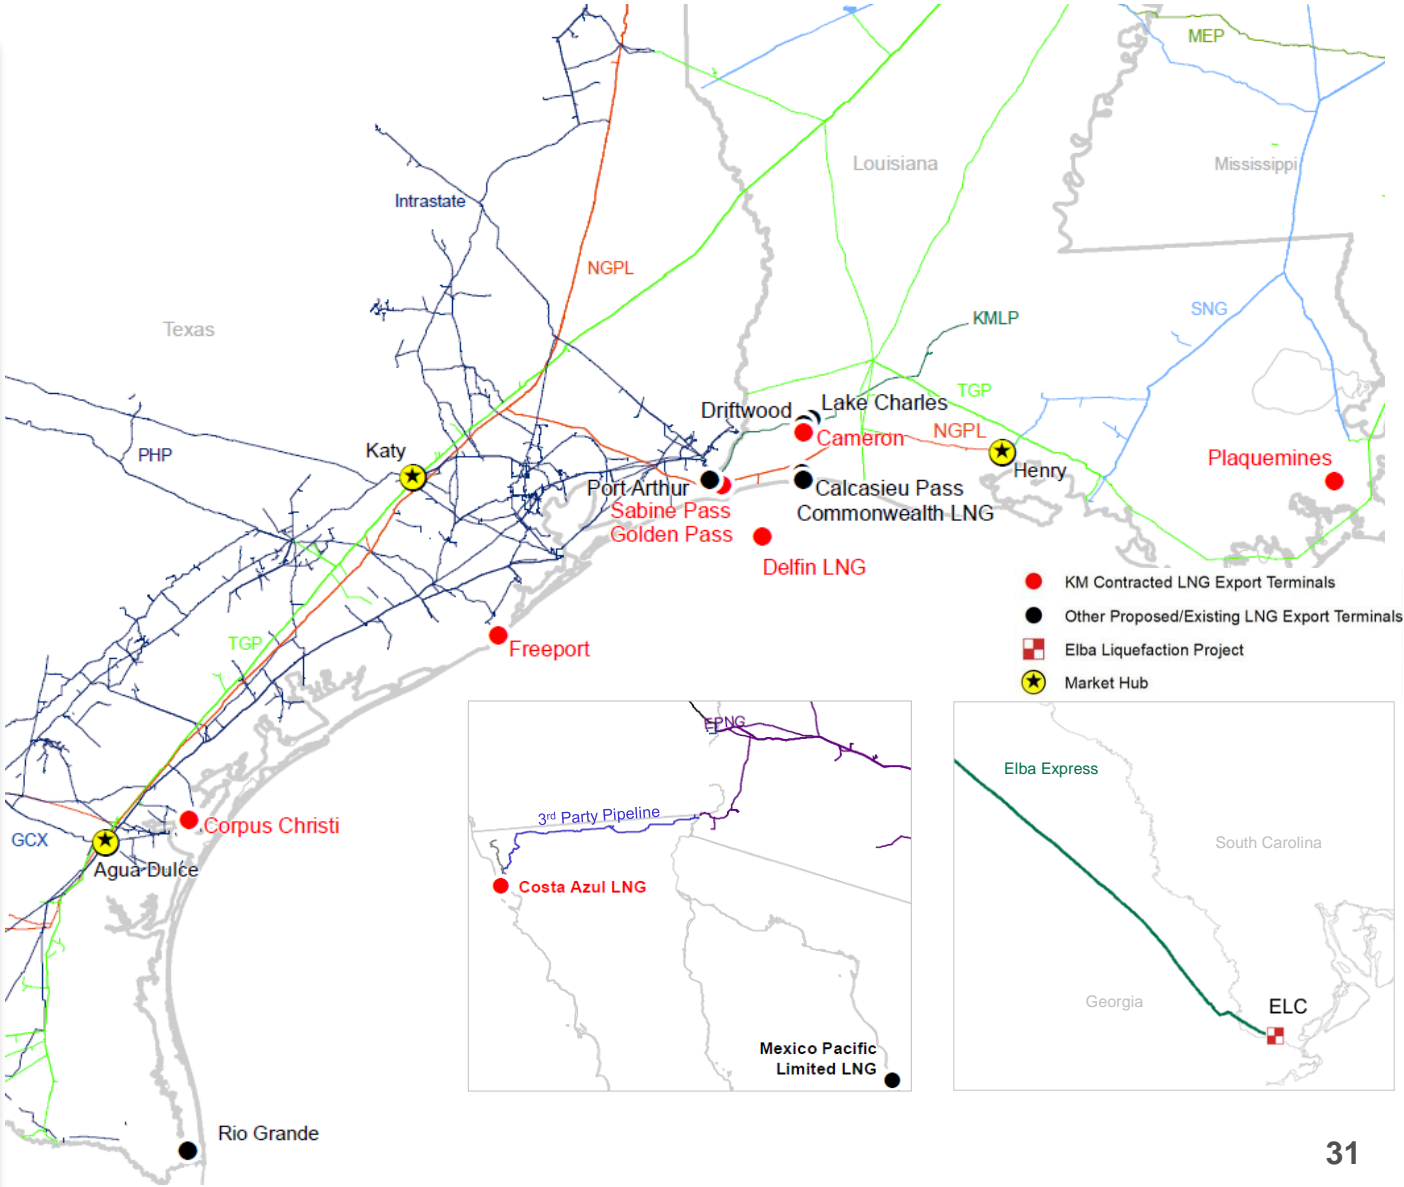 MEP
Louisiana
Mississippi
Intrastate
NGPL
SNG
KMLP
Texas
TGP
Driftwood
Lake Charles
Cameron
NGPL
Katy
PHP
Henry
Plaquemines
Port Arthur
Calcasieu Pass
Sabine Pass
Commonwealth LNG
Golden Pass
Delfin LNG
KM Contracted LNG Export Terminals
Other Proposed/Existing LNG Export Terminals
Elba Liquefaction Project
Market Hub
TGP
Freeport
EPNG
Elba Express
3rd Party Pipeline
Corpus Christi
GCX
South Carolina
Agua Dulce
Costa Azul LNG
Georgia
ELC
Mexico Pacific
Limited LNG
Rio Grande
31